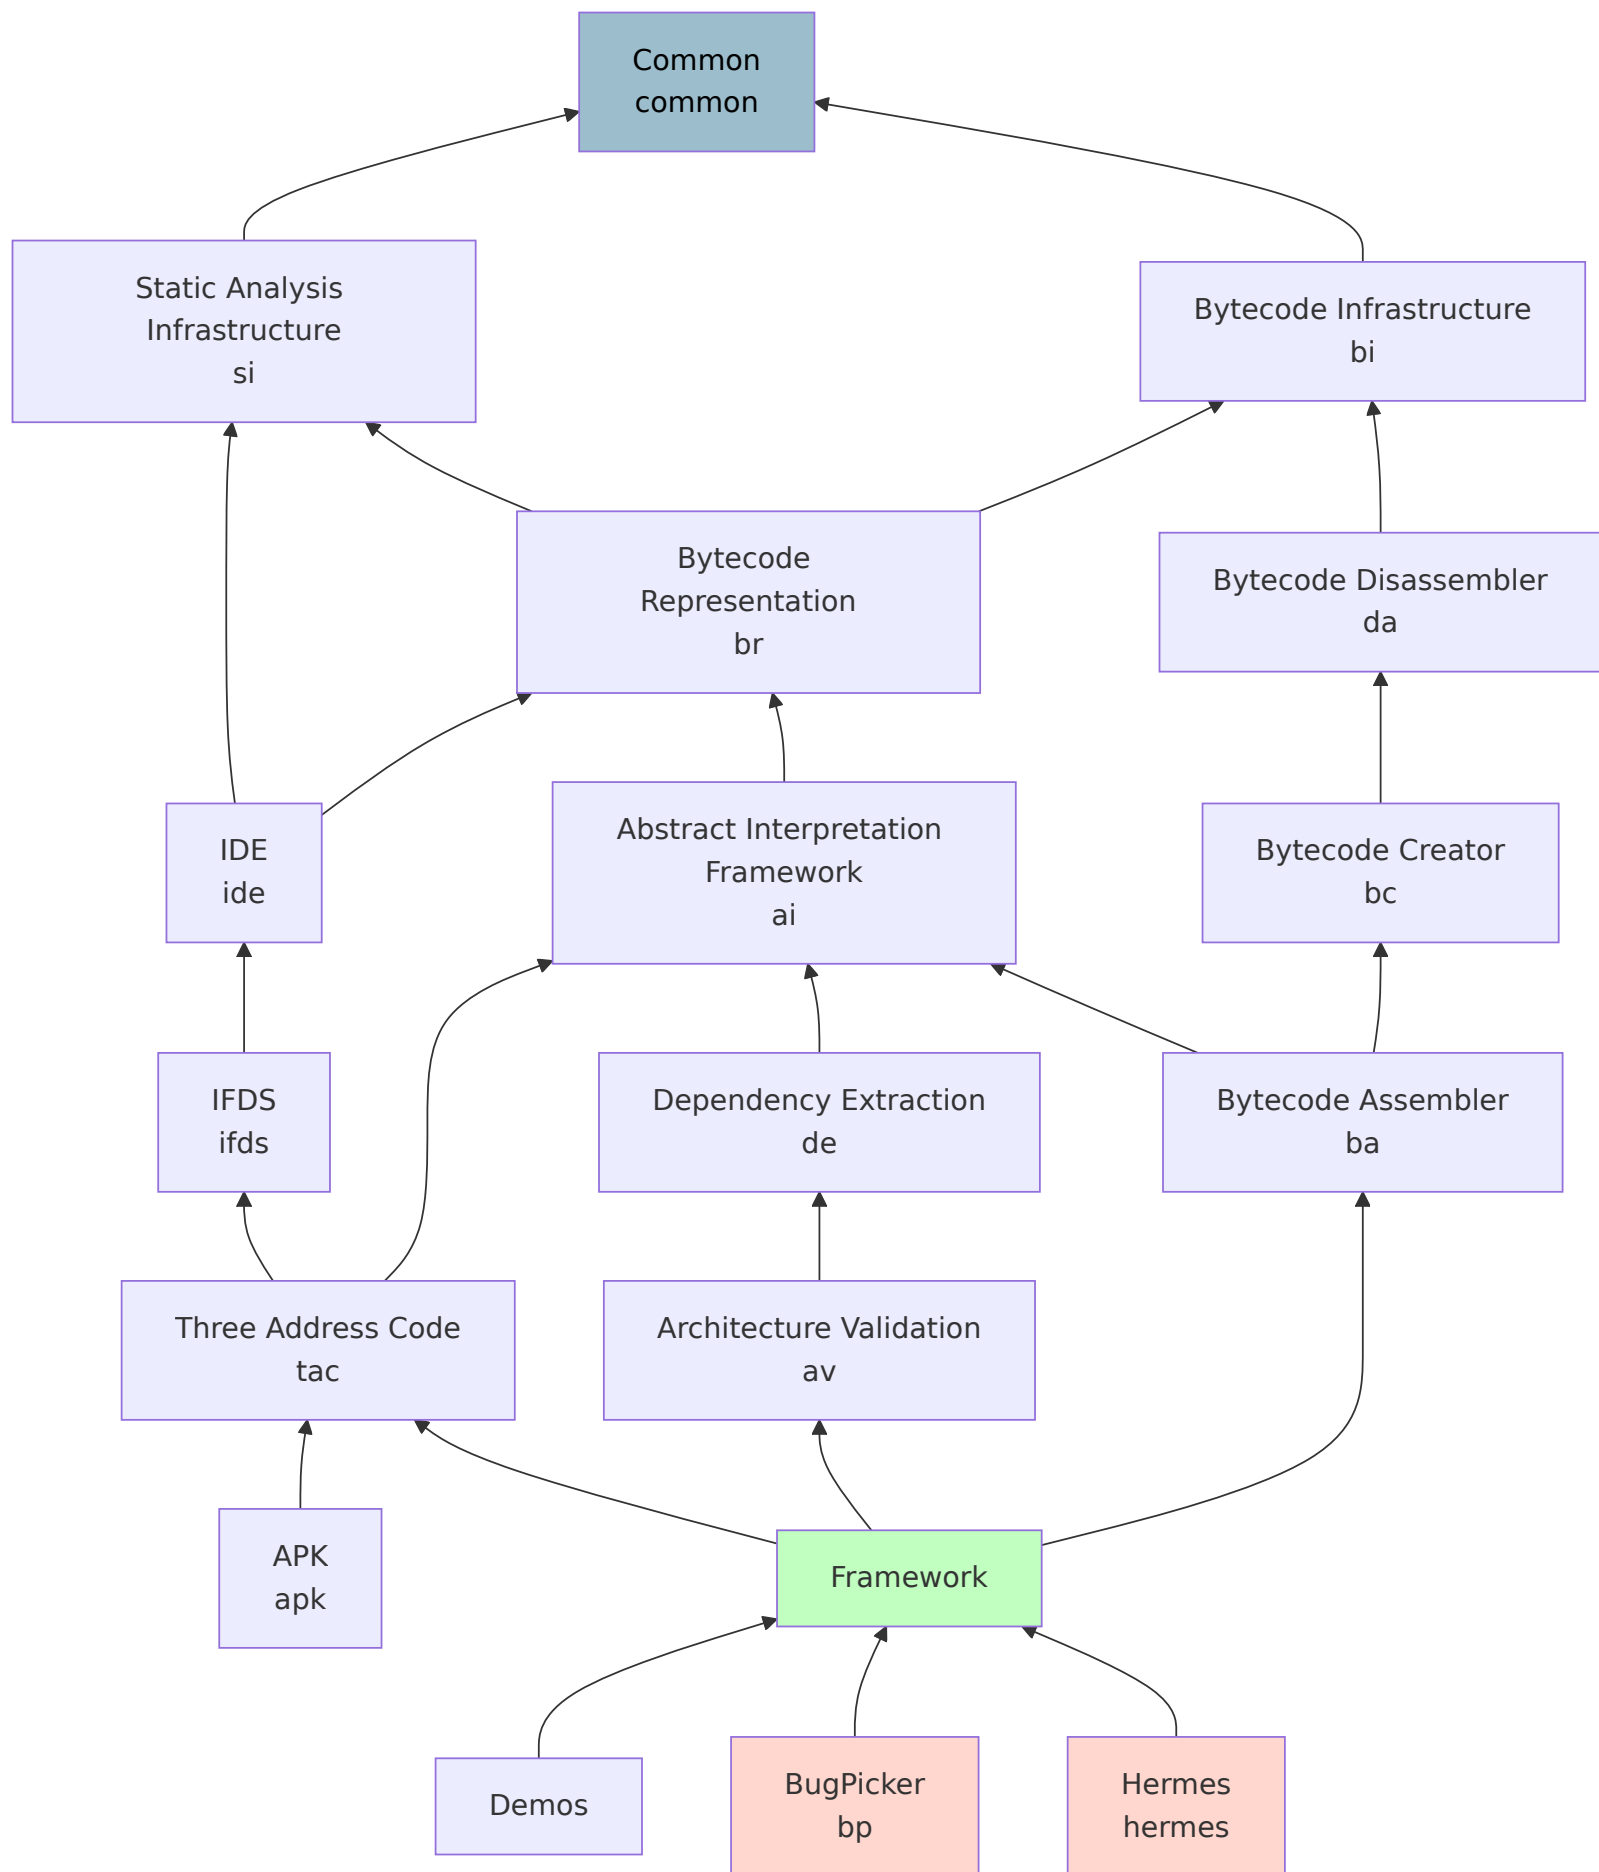 Common
common
Static Analysis
Infrastructure
si
Bytecode Infrastructure
bi
Bytecode
Representation
br
Bytecode Disassembler
da
IDE
ide
Abstract Interpretation
Framework
ai
Bytecode Creator
bc
IFDS
ifds
Dependency Extraction
de
Bytecode Assembler
ba
Three Address Code
tac
Architecture Validation
av
APK
apk
Framework
Demos
BugPicker
bp
Hermes
hermes